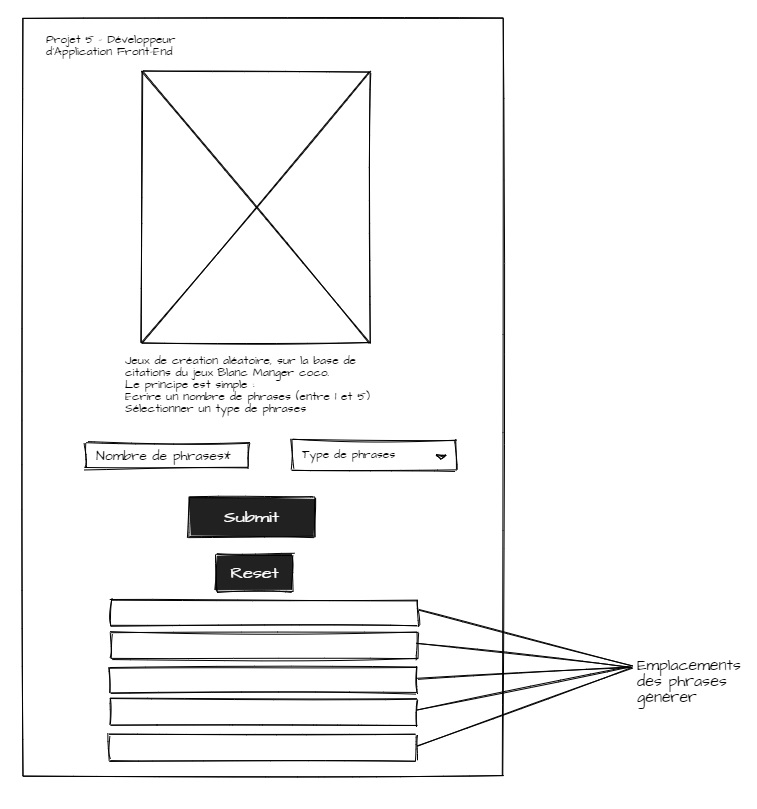 Projet 5 - Développeur
d'Application Front-End
Jeux de création aléatoire, sur la base de
citations du jeux Blanc Manger coco.
Le principe est simple :
Ecrire un nombre de phrases (entre 1 et 5)
Sélectionner un type de phrases
Nombre de phrases*
Type de phrases
Submit
Reset
Emplacements
des phrases
générer